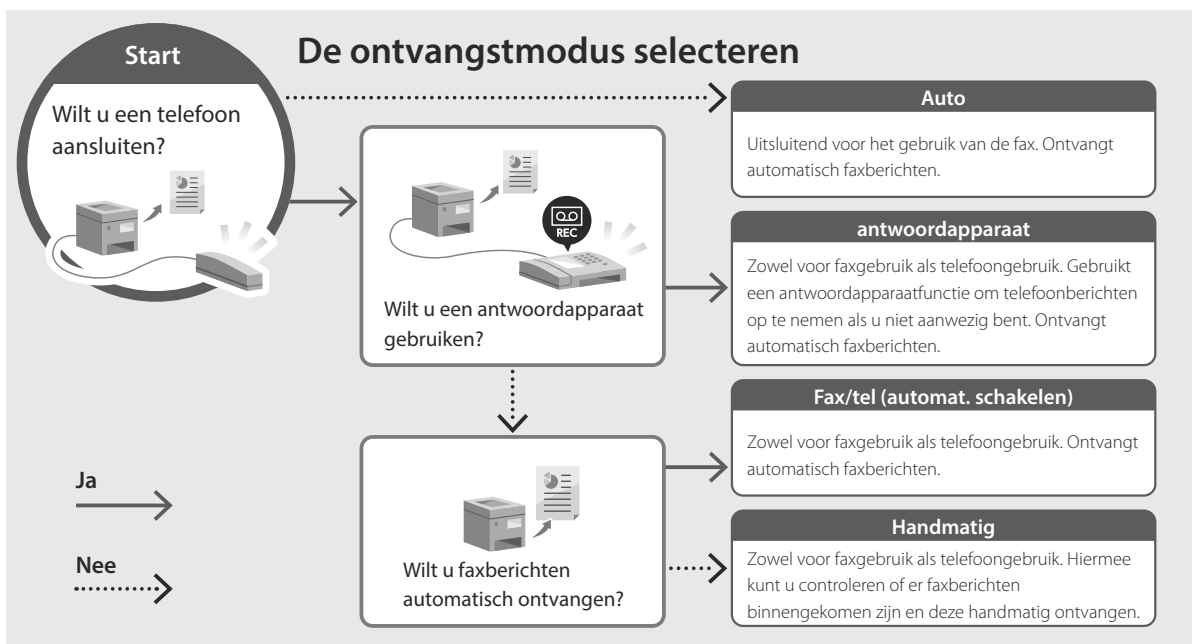 De ontvangstmodus selecteren
Start
Wilt u een telefoon
aansluiten?
REC
Wilt u een antwoordapparaat
gebruiken?
Wilt u faxberichten
automatisch ontvangen?
Auto
Uitsluitend voor het gebruik van de fax. Ontvangt
automatisch faxberichten.
antwoordapparaat
Zowel voor faxgebruik als telefoongebruik. Gebruikt
een antwoordapparaatfunctie om telefoonberichten
op te nemen als u niet aanwezig bent. Ontvangt
automatisch faxberichten.
Fax/tel (automat. schakelen)
Zowel voor faxgebruik als telefoongebruik. Ontvangt
automatisch faxberichten.
Handmatig
Zowel voor faxgebruik als telefoongebruik. Hiermee
kunt u controleren of er faxberichten
binnengekomen zijn en deze handmatig ontvangen.
Ja
Nee